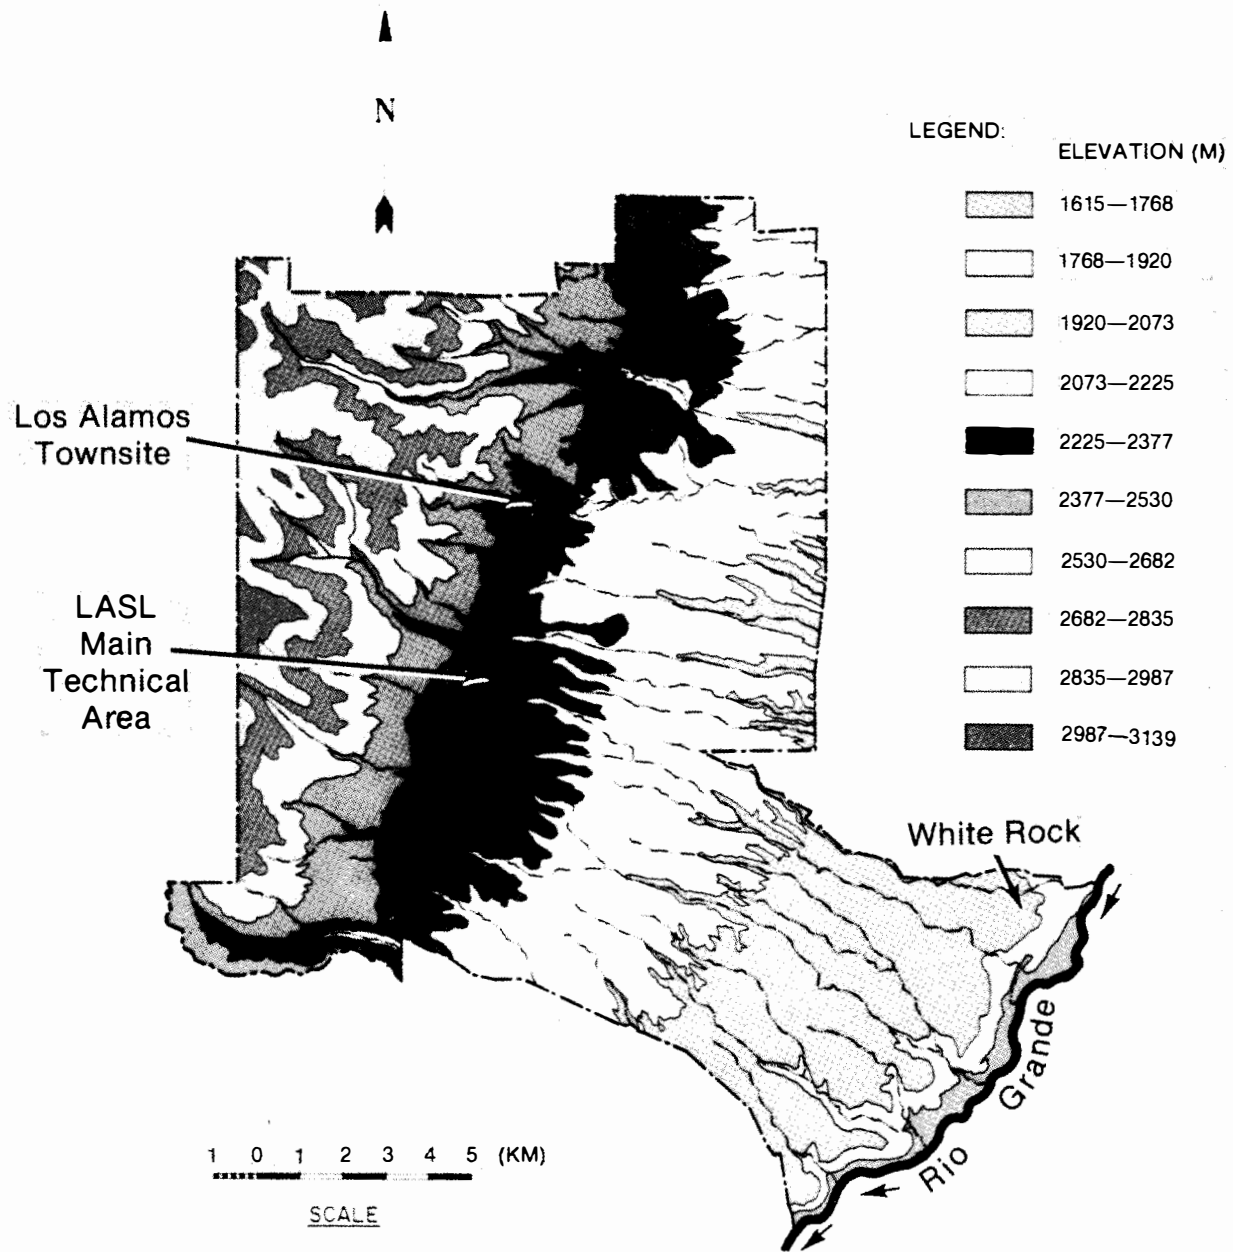 N
LEGEND:
ELEVATION (M)
1615—1768
1768—1920
1920—2073
2073—2225
2225—2377
2377—2530
2530—2682
2682—2835
2835—2987
2987—3139
Los Alamos
Townsite
LASL
Main
Technical
Area
White Rock
Rio Grande
1 0 1 2 3 4 5 (KM)
SCALE